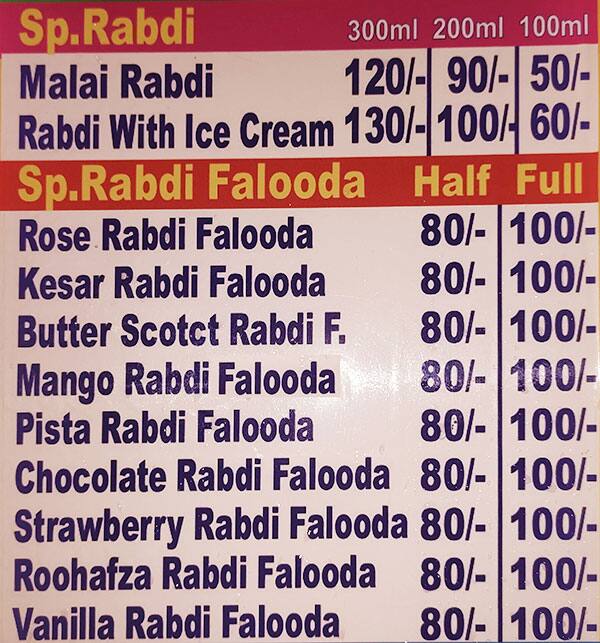 Sp.Rabdi 300ml 200ml 100ml
Malai Rabdi 120/- 90/- 50/-
Rabdi With Ice Cream 130/- 100/- 60/-
Sp.Rabdi Falooda Half Full
Rose Rabdi Falooda 80/- 100/-
Kesar Rabdi Falooda 80/- 100/-
Butter Scotct Rabdi F. 80/- 100/-
Mango Rabdi Falooda 80/- 100/-
Pista Rabdi Falooda 80/- 100/-
Chocolate Rabdi Falooda 80/- 100/-
Strawberry Rabdi Falooda 80/- 100/-
Roohafza Rabdi Falooda 80/- 100/-
Vanilla Rabdi Falooda 80/- 100/-